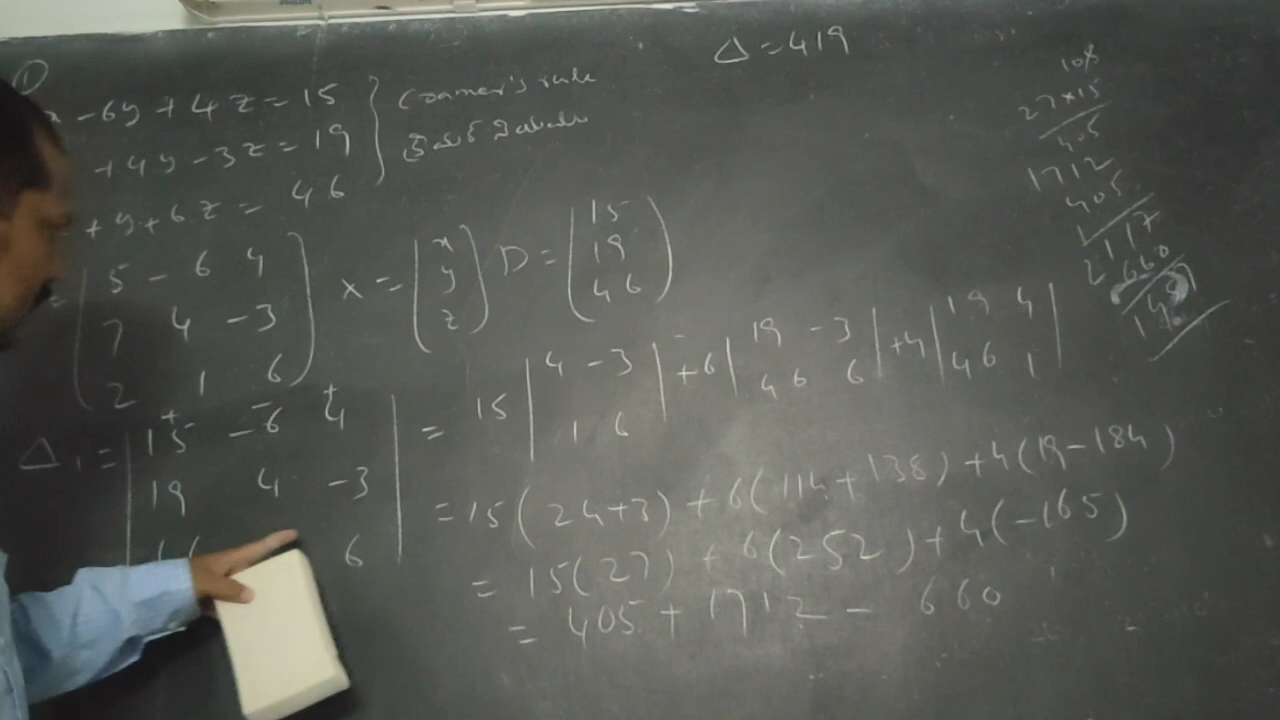 ①
x - 6y + 4z = 15
+ 4y - 3z = 19
+ y + 6z = 46
Cramer's rule
Δ = 419
= ( 5 - 6 4
7 4 - 3
2 1 6 ) X = ( x
y
z ) D = ( 15
19
46 )
Δ₁ = | 15 - 6 4
19 4 - 3
6 | = 15 | 4 - 3
1 6 | + 6 | 19 - 3
46 6 | + 4 | 19 4
46 1 |
= 15 ( 24 + 3 ) + 6 ( 114 + 138 ) + 4 ( 19 - 184 )
= 15 ( 27 ) + 6 ( 252 ) + 4 ( - 165 )
= 405 + 1712 - 660
27 × 15
405
1712
405
2117
660